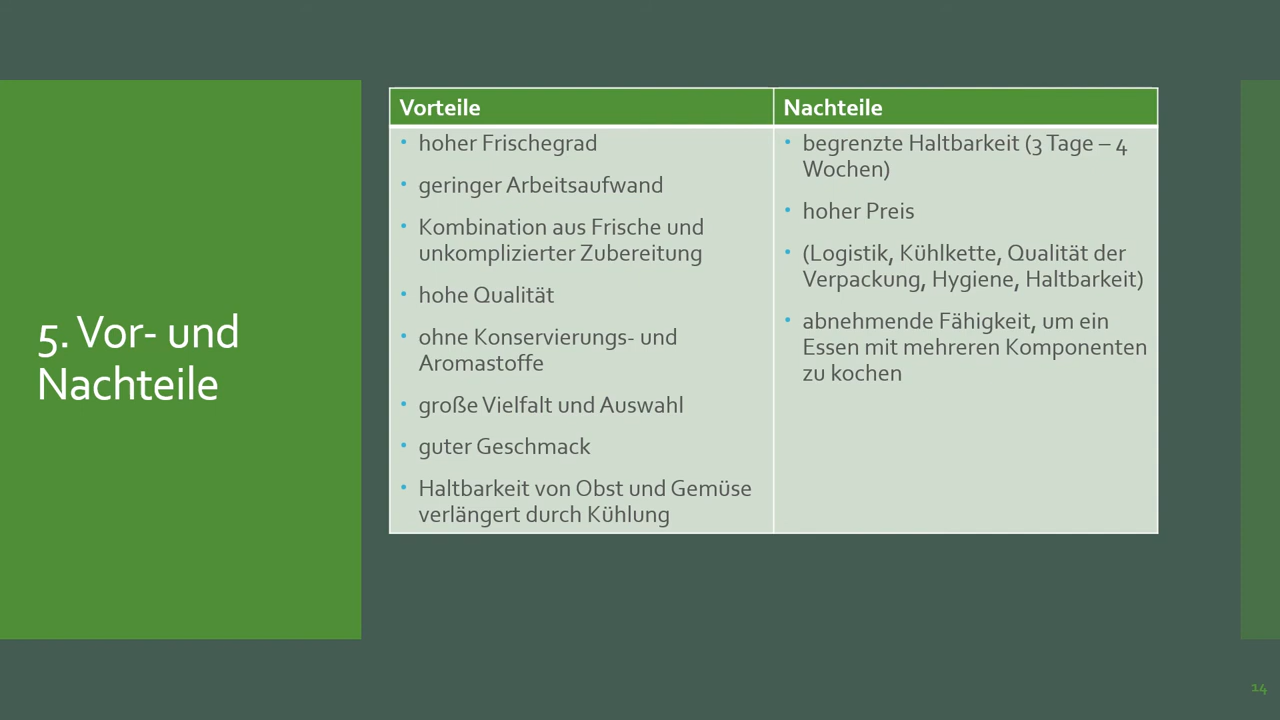 5. Vor- und
Nachteile
Vorteile
• hoher Frischegrad
• geringer Arbeitsaufwand
• Kombination aus Frische und
unkomplizierter Zubereitung
• hohe Qualität
• ohne Konservierungs- und
Aromastoffe
• große Vielfalt und Auswahl
• guter Geschmack
• Haltbarkeit von Obst und Gemüse
verlängert durch Kühlung
Nachteile
• begrenzte Haltbarkeit (3 Tage – 4
Wochen)
• hoher Preis
• (Logistik, Kühlkette, Qualität der
Verpackung, Hygiene, Haltbarkeit)
• abnehmende Fähigkeit, um ein
Essen mit mehreren Komponenten
zu kochen
14